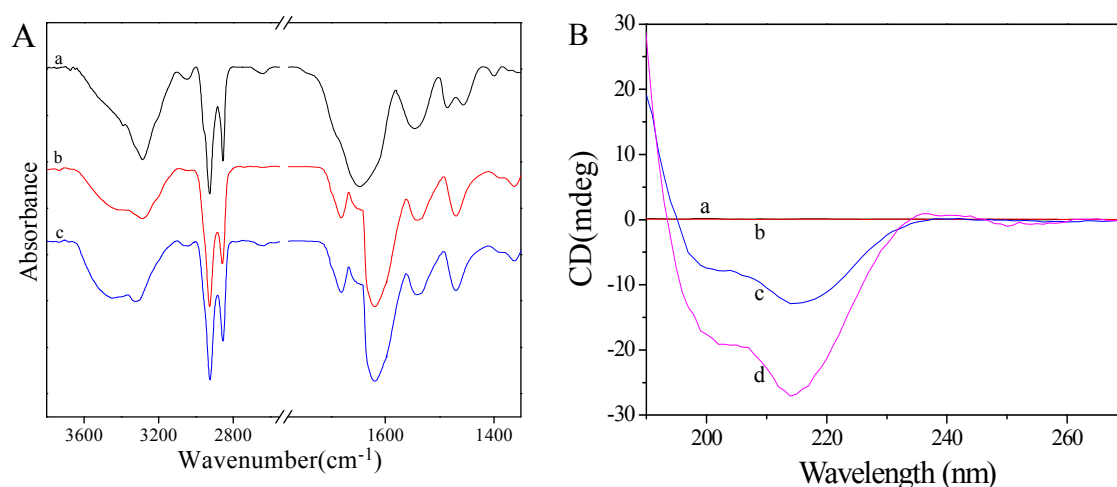 A
a
b
c
Absorbance
3800
3200
2800
1600
1400
Wavenumber(cm⁻¹)
B
30
20
10
0
-10
-20
-30
a
b
c
d
CD(mdeg)
200
220
240
260
Wavelength (nm)